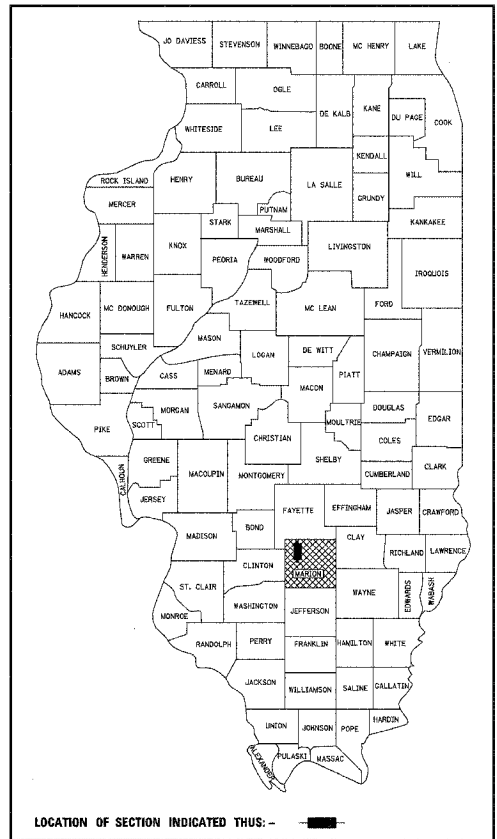 JO DAVIESS STEVENSON WINNEBAGO BOONE MC HENRY LAKE
CARROLL OGLE
DE KALB KANE DU PAGE COOK
WHITESIDE LEE
KENDALL WILL
ROCK ISLAND HENRY BUREAU LA SALLE GRUNDY
MERCER PUTNAM KANKAKEE
HENDERSON WARREN KNOX STARK MARSHALL LIVINGSTON
PEORIA WOODFORD IROQUOIS
HANCOCK MC DONOUGH FULTON TAZEWELL MC LEAN FORD
SCHUYLER MASON LOGAN DE WITT CHAMPAIGN VERMILION
ADAMS BROWN CASS MENARD MACON PIATT
PIKE SCOTT MORGAN SANGAMON MOULTRIE DOUGLAS EDGAR
CHRISTIAN COLES
CALHOUN GREENE MACOUPIN MONTGOMERY SHELBY CUMBERLAND CLARK
JERSEY
FAYETTE EFFINGHAM JASPER CRAWFORD
MADISON BOND CLAY
CLINTON MARION RICHLAND LAWRENCE
ST. CLAIR WAYNE EDWARDS WABASH
MONROE WASHINGTON JEFFERSON
RANDOLPH PERRY FRANKLIN HAMILTON WHITE
JACKSON WILLIAMSON SALINE GALLATIN
UNION JOHNSON POPE HARDIN
ALEXANDER PULASKI MASSAC
LOCATION OF SECTION INDICATED THUS: -